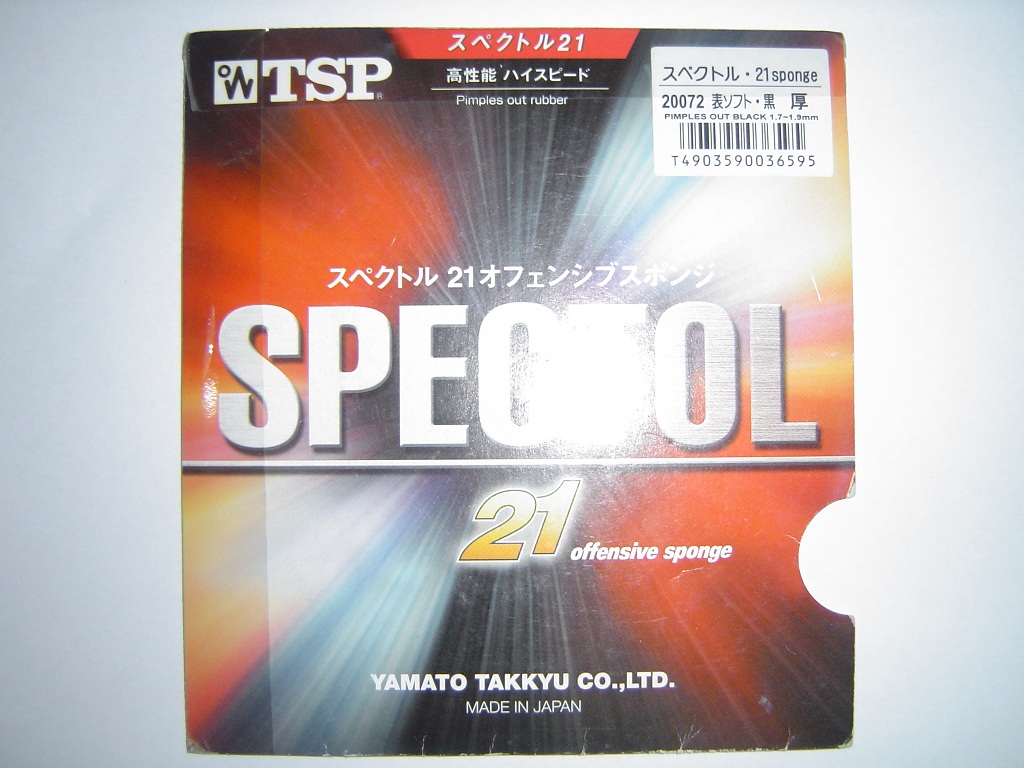 スペクトル21
TSP
高性能 ハイスピード
Pimples out rubber
スペクトル・21sponge
20072 表ソフト・黒 厚
PIMPLES OUT BLACK 1.7~1.9mm
T4903590036595
スペクトル 21オフェンシブスポンジ
SPECTOL
21 offensive sponge
YAMATO TAKKYU CO.,LTD.
MADE IN JAPAN